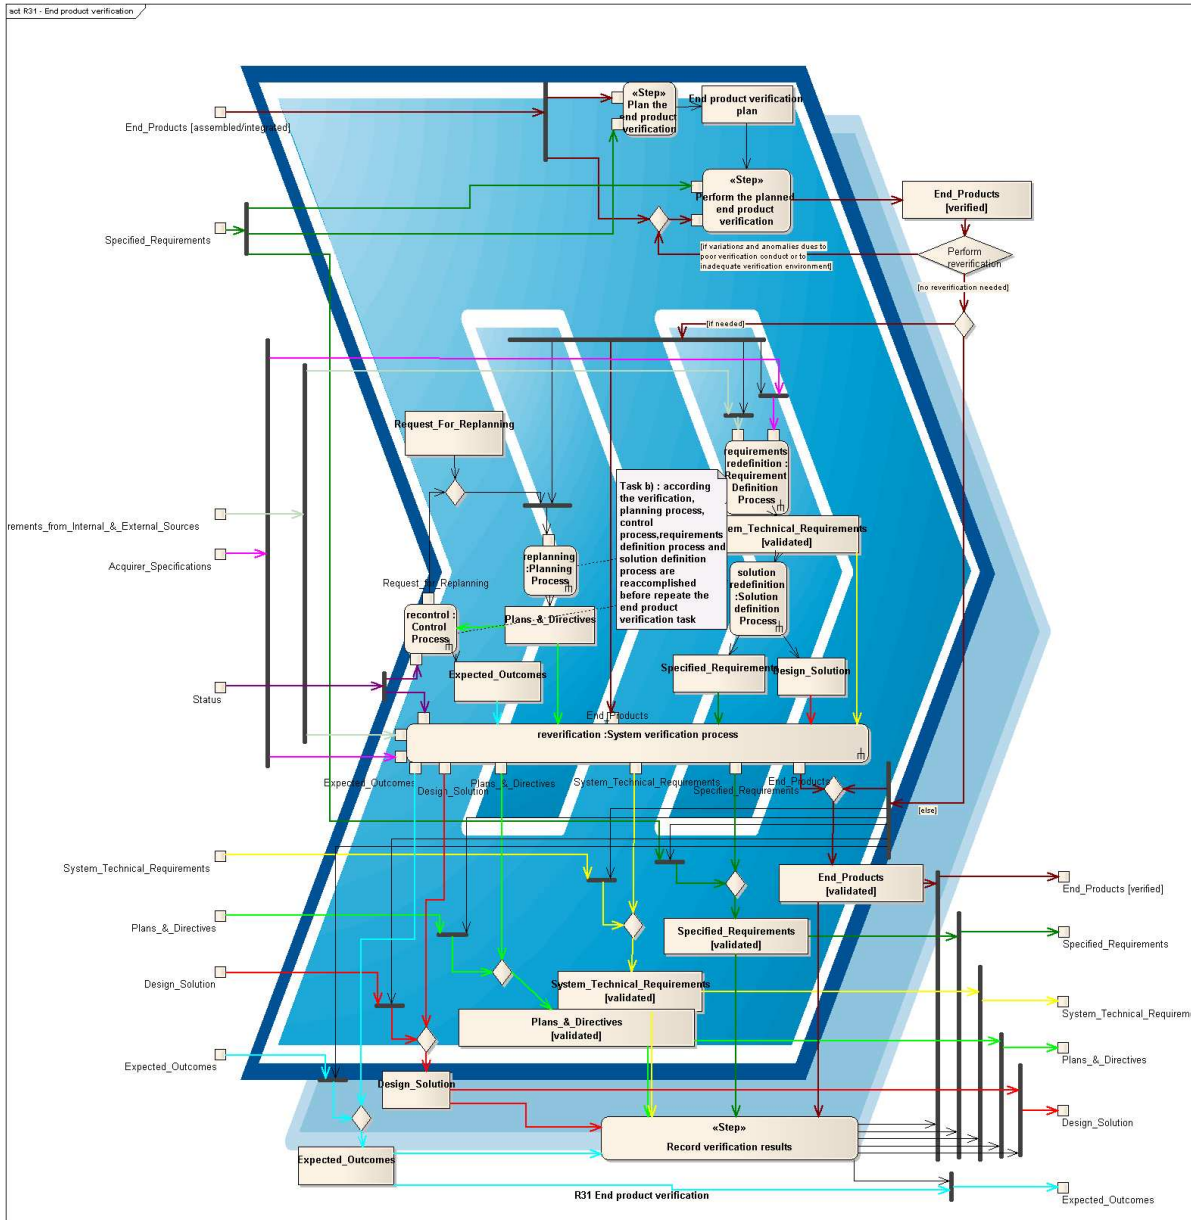 act R31 - End product verification
«Step»
Plan the
end product
verification
End product verification
plan
End_Products [assembled/integrated]
«Step»
Perform the planned
end product
verification
End_Products
[verified]
Specified_Requirements
[if variations and anomalies dues to
poor verification conduct or to
inadequate verification environment]
Perform
reverification
[no reverification needed]
[if needed]
Request_For_Replanning
requirements
redefinition :
Requirement
Definition
Process
Task b) : according
the verification,
planning process,
control
process,requirements
definition process and
solution definition
process are
reaccomplished
before repeate the
end product
verification task
rements_from_Internal_&_External_Sources
em_Technical_Requirements
[validated]
replanning
:Planning
Process
Acquirer_Specifications
Request_for_Replanning
solution
redefinition
:Solution
definition
Process
recontrol :
Control
Process
Plans_&_Directives
Expected_Outcomes
Specified_Requirements
Design_Solution
Status
End_Products
reverification :System verification process
Expected_Outcomes
Design_Solution
Plans_&_Directives
System_Technical_Requirements
Specified_Requirements
End_Products
[else]
System_Technical_Requirements
End_Products
[validated]
End_Products [verified]
Plans_&_Directives
Specified_Requirements
[validated]
Specified_Requirements
Design_Solution
System_Technical_Requirements
[validated]
System_Technical_Requirem
Plans_&_Directives
[validated]
Plans_&_Directives
Expected_Outcomes
Design_Solution
Design_Solution
«Step»
Record verification results
Expected_Outcomes
R31 End product verification
Expected_Outcomes